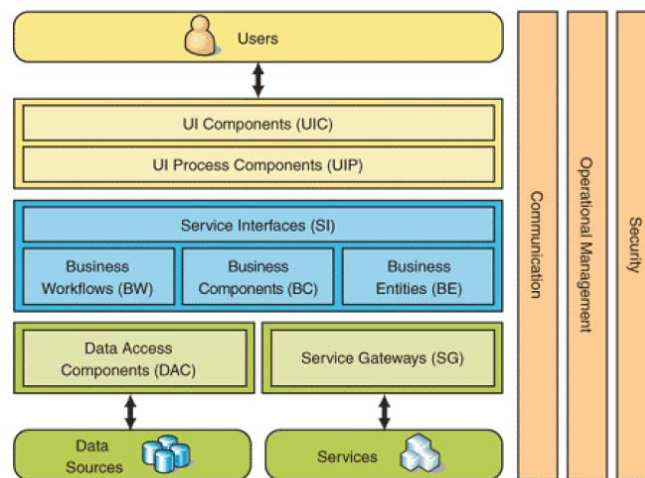 Users
UI Components (UIC)
UI Process Components (UIP)
Service Interfaces (SI)
Business
Workflows (BW)
Business
Components (BC)
Business
Entities (BE)
Data Access
Components (DAC)
Service Gateways (SG)
Data
Sources
Services
Communication
Operational Management
Security